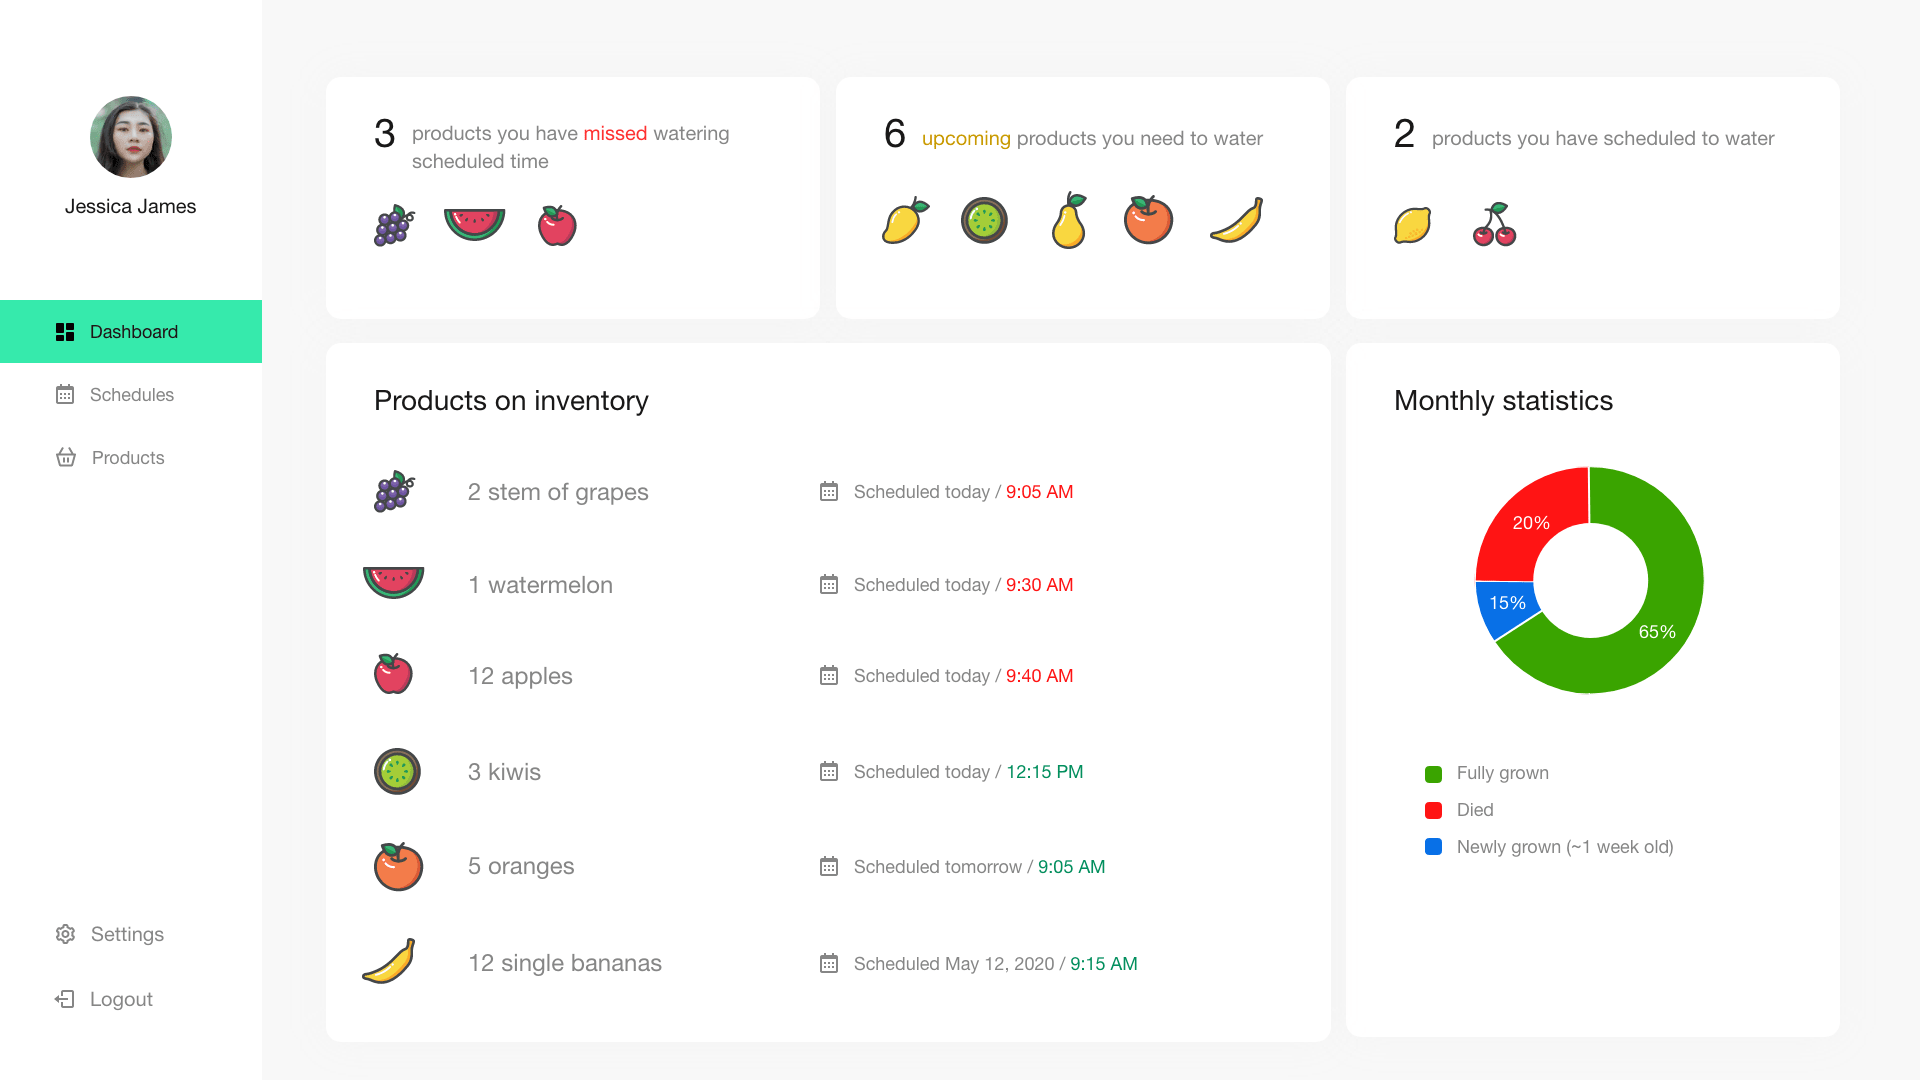 Jessica James
Dashboard
Schedules
Products
Settings
Logout
3 products you have missed watering
scheduled time
6 upcoming products you need to water
2 products you have scheduled to water
Products on inventory
2 stem of grapes
Scheduled today / 9:05 AM
1 watermelon
Scheduled today / 9:30 AM
12 apples
Scheduled today / 9:40 AM
3 kiwis
Scheduled today / 12:15 PM
5 oranges
Scheduled tomorrow / 9:05 AM
12 single bananas
Scheduled May 12, 2020 / 9:15 AM
Monthly statistics
20%
15%
65%
Fully grown
Died
Newly grown (~1 week old)